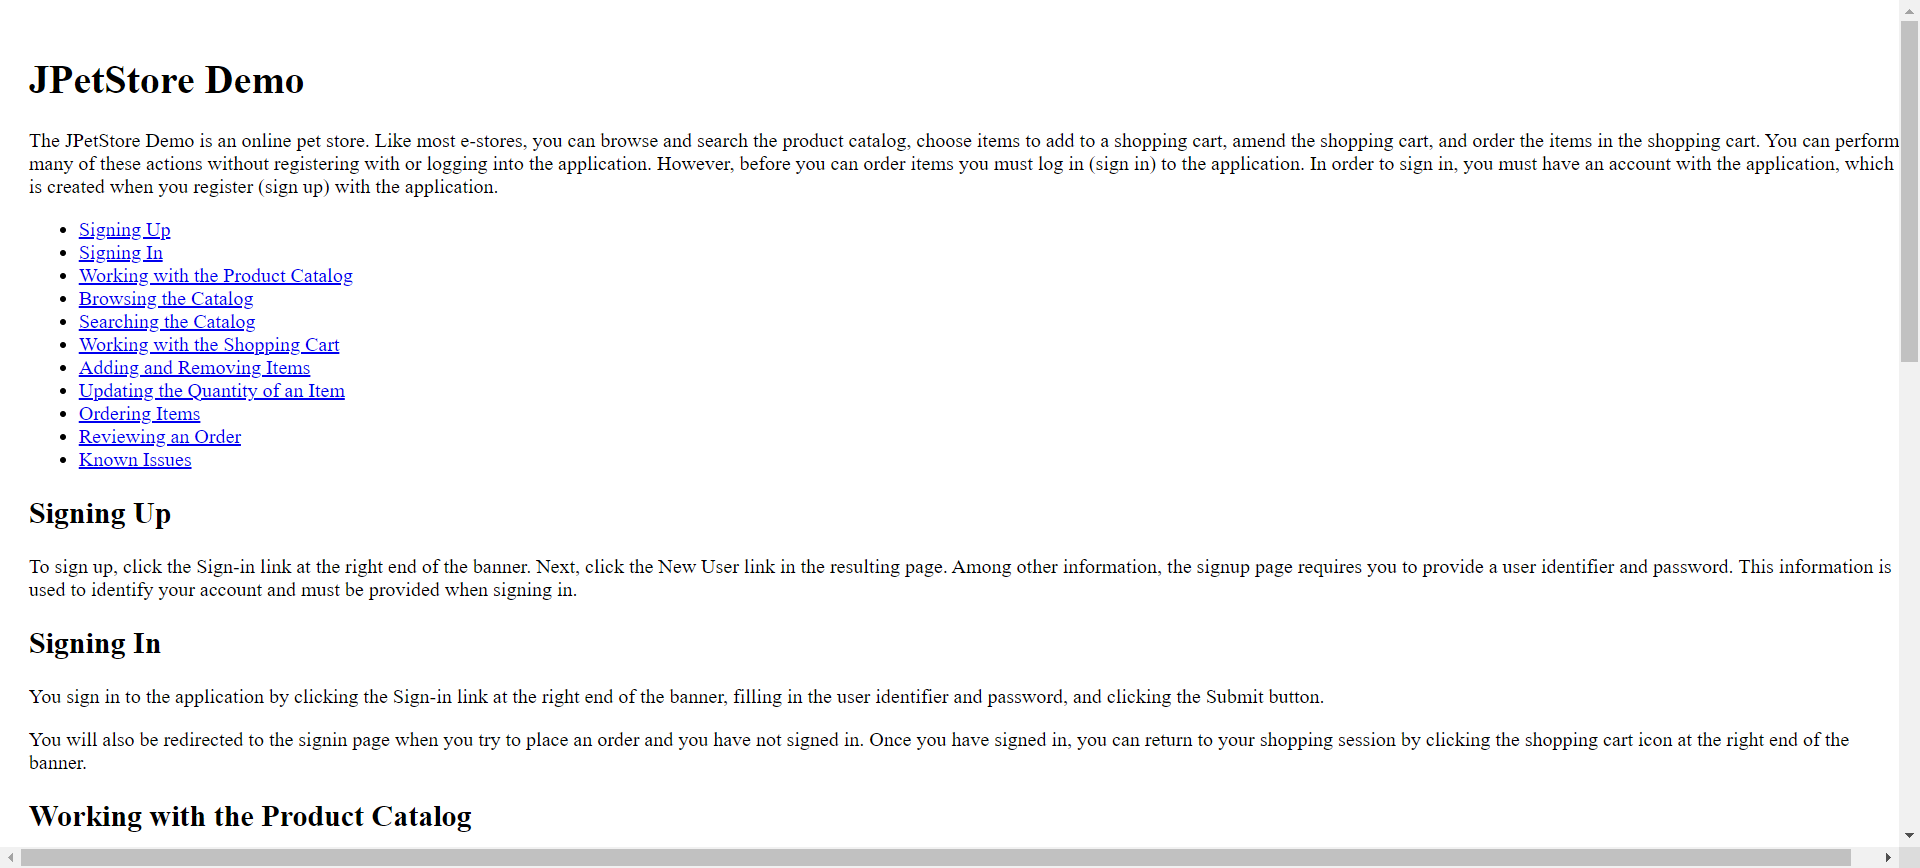 JPetStore Demo
The JPetStore Demo is an online pet store. Like most e-stores, you can browse and search the product catalog, choose items to add to a shopping cart, amend the shopping cart, and order the items in the shopping cart. You can perform
many of these actions without registering with or logging into the application. However, before you can order items you must log in (sign in) to the application. In order to sign in, you must have an account with the application, which
is created when you register (sign up) with the application.
Signing Up
Signing In
Working with the Product Catalog
Browsing the Catalog
Searching the Catalog
Working with the Shopping Cart
Adding and Removing Items
Updating the Quantity of an Item
Ordering Items
Reviewing an Order
Known Issues
Signing Up
To sign up, click the Sign-in link at the right end of the banner. Next, click the New User link in the resulting page. Among other information, the signup page requires you to provide a user identifier and password. This information is
used to identify your account and must be provided when signing in.
Signing In
You sign in to the application by clicking the Sign-in link at the right end of the banner, filling in the user identifier and password, and clicking the Submit button.
You will also be redirected to the signin page when you try to place an order and you have not signed in. Once you have signed in, you can return to your shopping session by clicking the shopping cart icon at the right end of the
banner.
Working with the Product Catalog